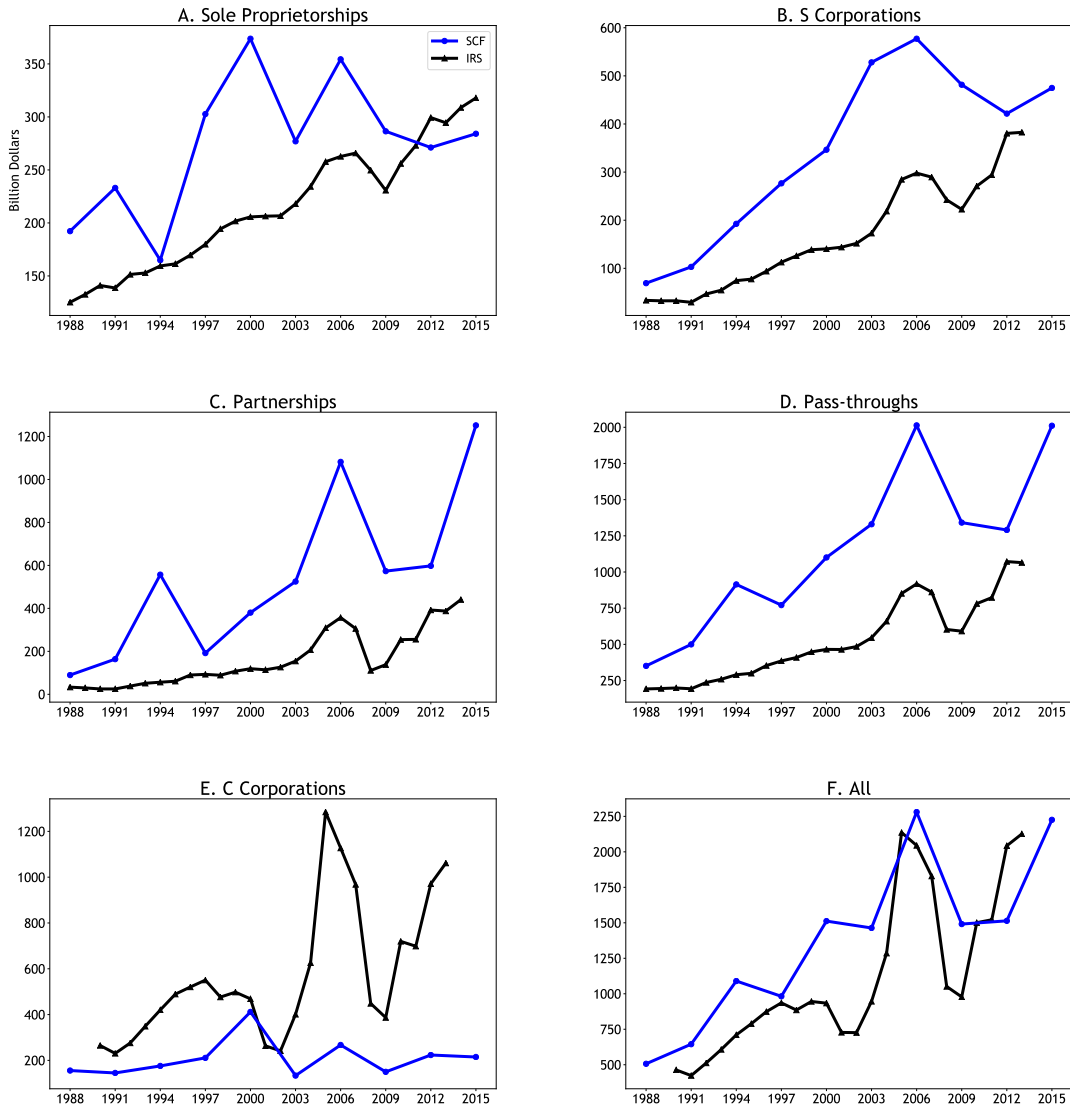 A. Sole Proprietorships
SCF
IRS
Billion Dollars
350
300
250
200
150
1988 1991 1994 1997 2000 2003 2006 2009 2012 2015
B. S Corporations
600
500
400
300
200
100
1988 1991 1994 1997 2000 2003 2006 2009 2012 2015
C. Partnerships
1200
1000
800
600
400
200
0
1988 1991 1994 1997 2000 2003 2006 2009 2012 2015
D. Pass-throughs
2000
1750
1500
1250
1000
750
500
250
1988 1991 1994 1997 2000 2003 2006 2009 2012 2015
E. C Corporations
1200
1000
800
600
400
200
1988 1991 1994 1997 2000 2003 2006 2009 2012 2015
F. All
2250
2000
1750
1500
1250
1000
750
500
1988 1991 1994 1997 2000 2003 2006 2009 2012 2015